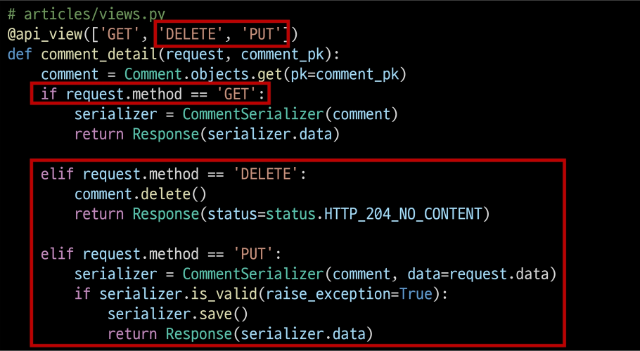 # articles/views.py
@api_view(['GET', 'DELETE', 'PUT'])
def comment_detail(request, comment_pk):
    comment = Comment.objects.get(pk=comment_pk)
    if request.method == 'GET':
        serializer = CommentSerializer(comment)
        return Response(serializer.data)
    elif request.method == 'DELETE':
        comment.delete()
        return Response(status=status.HTTP_204_NO_CONTENT)
    elif request.method == 'PUT':
        serializer = CommentSerializer(comment, data=request.data)
        if serializer.is_valid(raise_exception=True):
            serializer.save()
            return Response(serializer.data)